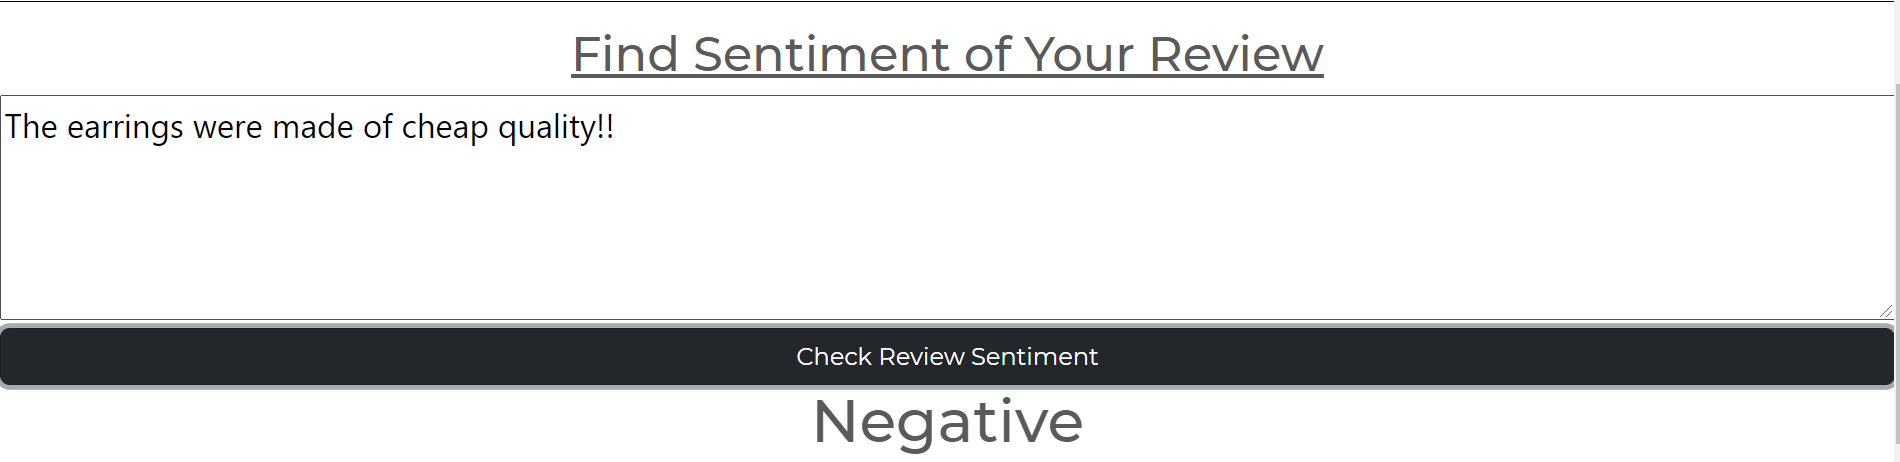 Find Sentiment of Your Review
The earrings were made of cheap quality!!
Check Review Sentiment
Negative